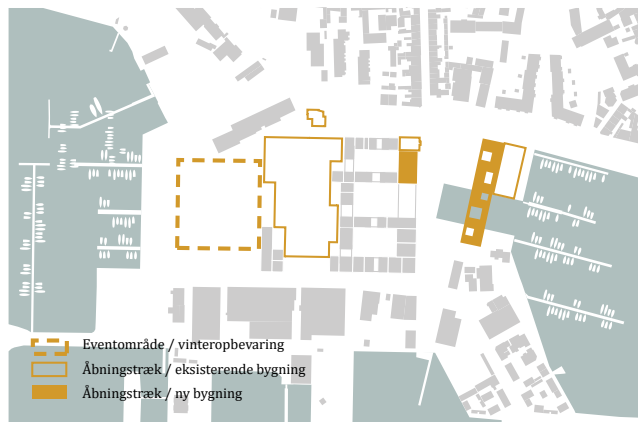 Eventområde / vinteropbevaring
Åbningstræk / eksisterende bygning
Åbningstræk / ny bygning